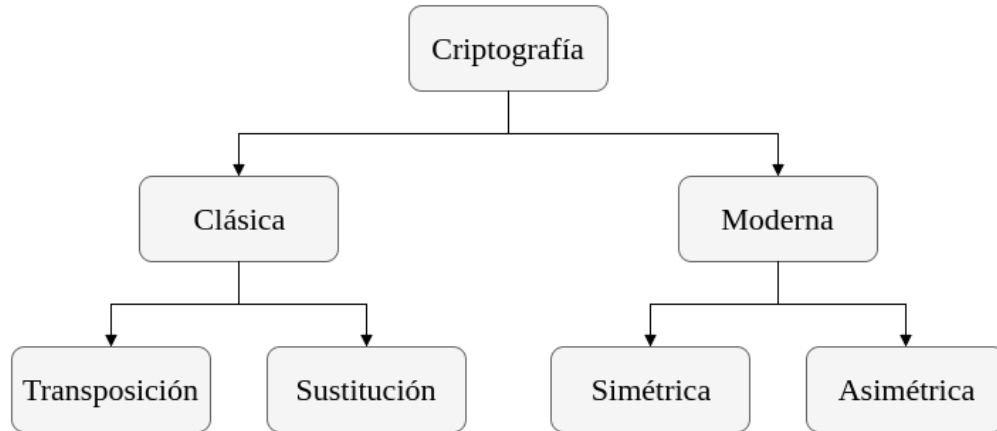 Criptografía
Clásica
Moderna
Transposición
Sustitución
Simétrica
Asimétrica